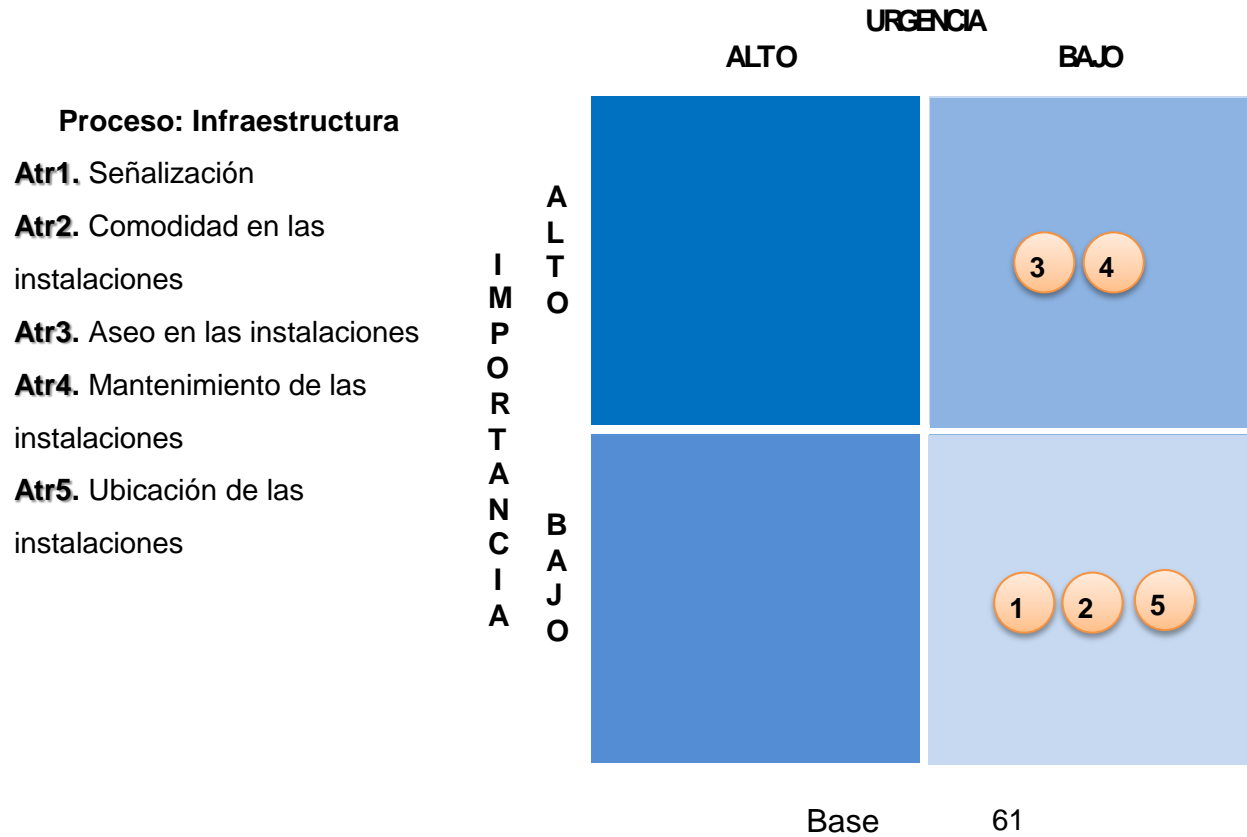 URGENCIA
ALTO BAJO
Proceso: Infraestructura
Atr1. Señalización
Atr2. Comodidad en las
instalaciones
Atr3. Aseo en las instalaciones
Atr4. Mantenimiento de las
instalaciones
Atr5. Ubicación de las
instalaciones
IMPORTANCIA
ALTO
3 4
BAJO
1 2 5
Base 61